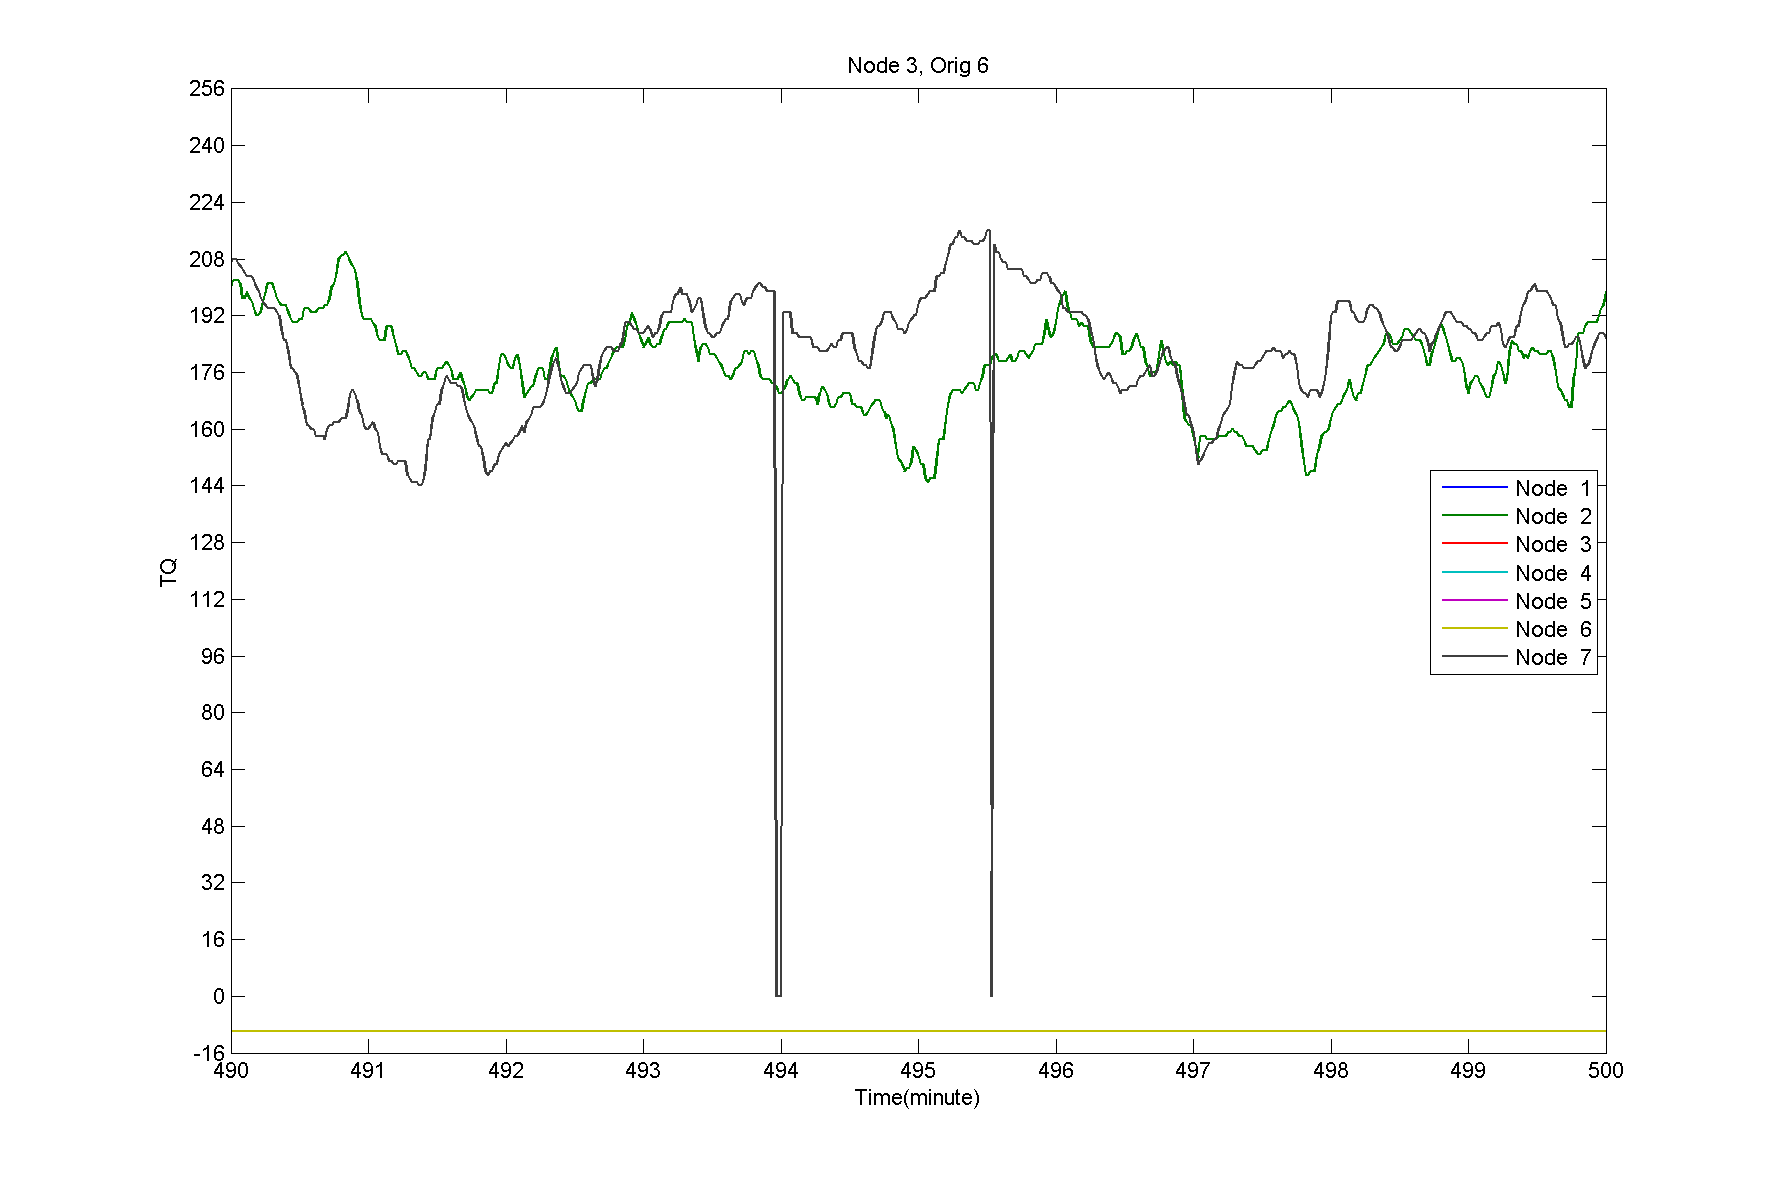 Node 3, Orig 6
256
240
224
208
192
176
160
144
128
112
96
80
64
48
32
16
0
-16
TQ
Node 1
Node 2
Node 3
Node 4
Node 5
Node 6
Node 7
490 491 492 493 494 495 496 497 498 499 500
Time(minute)